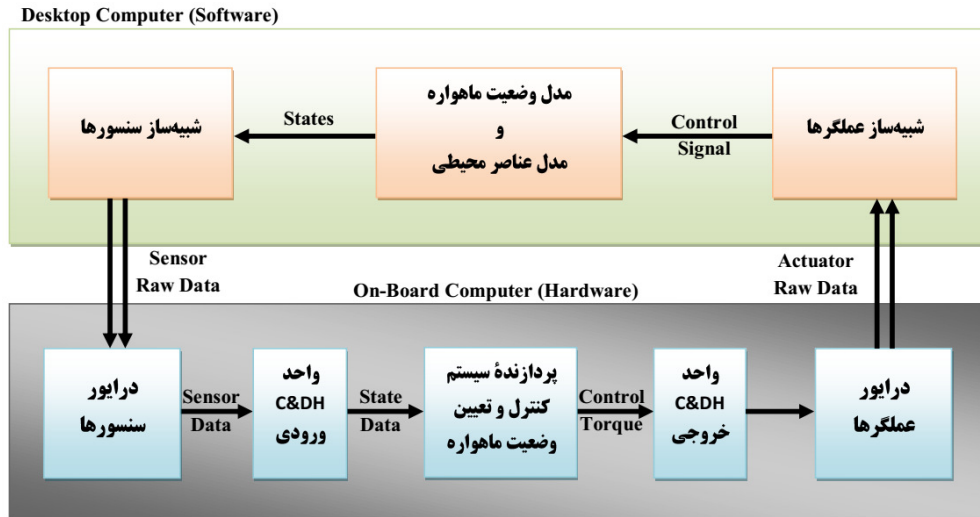 Desktop Computer (Software)
شبیه‌ساز سنسورها
States
مدل وضعیت ماهواره
و
مدل عناصر محیطی
Control
Signal
شبیه‌ساز عملگرها
Sensor
Raw Data
Actuator
Raw Data
On-Board Computer (Hardware)
درایور
سنسورها
Sensor
Data
واحد
C&DH
ورودی
State
Data
پردازندهٔ سیستم
کنترل و تعیین
وضعیت ماهواره
Control
Torque
واحد
C&DH
خروجی
درایور
عملگرها